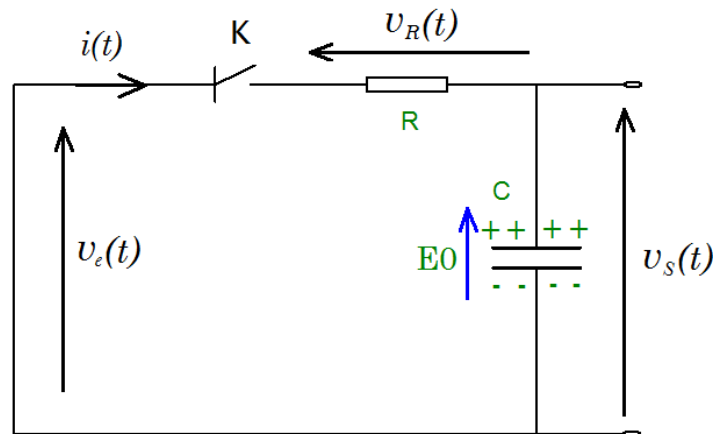 v_R(t)
i(t)
K
R
C
+ + + +
E0
- - - -
v_e(t)
v_S(t)